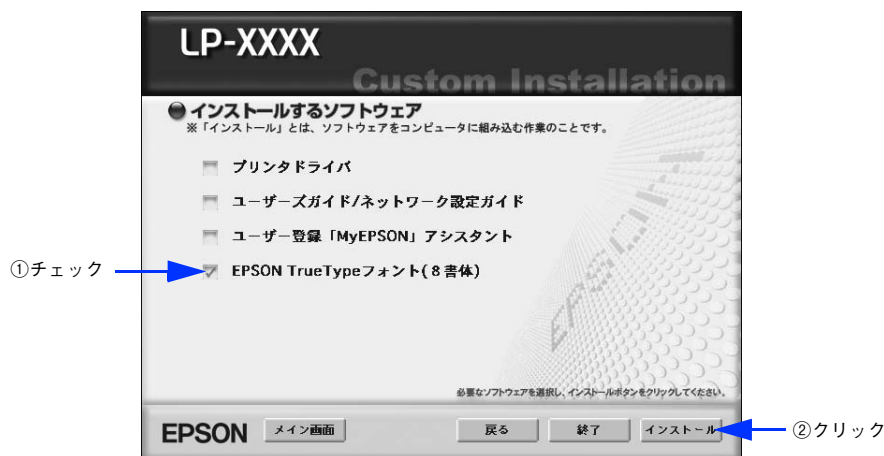 LP-XXXX
Custom Installation
インストールするソフトウェア
※「インストール」とは、ソフトウェアをコンピュータに組み込む作業のことです。
プリンタドライバ
ユーザーズガイド/ネットワーク設定ガイド
ユーザー登録「MyEPSON」アシスタント
①チェック
EPSON TrueTypeフォント(8書体)
EPSON
必要なソフトウェアを選択し、インストールボタンをクリックしてください。
EPSON メイン画面 戻る 終了 インストール
②クリック